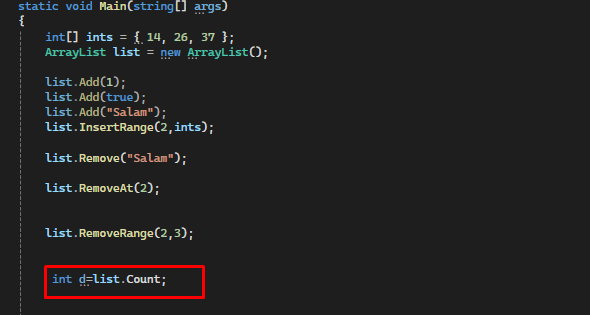 static void Main(string[] args)
{
int[] ints = { 14, 26, 37 };
ArrayList list = new ArrayList();
list.Add(1);
list.Add(true);
list.Add("Salam");
list.InsertRange(2,ints);
list.Remove("Salam");
list.RemoveAt(2);
list.RemoveRange(2,3);
int d=list.Count;